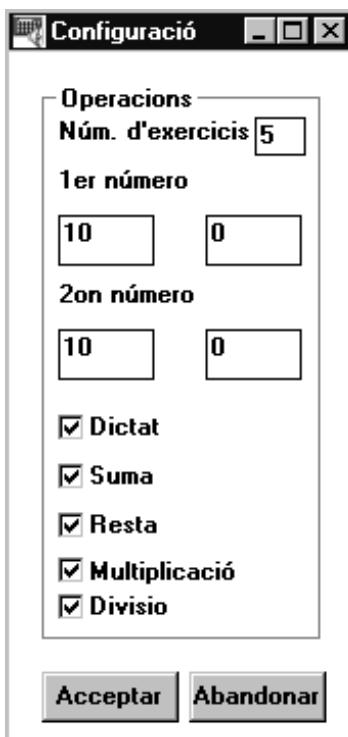 Configuració
Operacions
Núm. d'exercicis 5
1er número
10 0
2on número
10 0
Dictat
Suma
Resta
Multiplicació
Divisio
Acceptar Abandonar